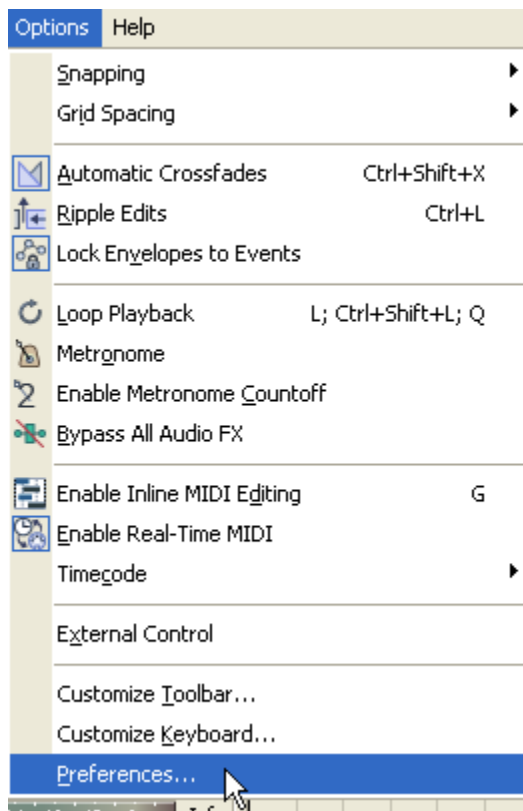 Options Help
Snapping
Grid Spacing
Automatic Crossfades Ctrl+Shift+X
Ripple Edits Ctrl+L
Lock Envelopes to Events
Loop Playback L; Ctrl+Shift+L; Q
Metronome
Enable Metronome Countoff
Bypass All Audio FX
Enable Inline MIDI Editing G
Enable Real-Time MIDI
Timecode
External Control
Customize Toolbar...
Customize Keyboard...
Preferences...